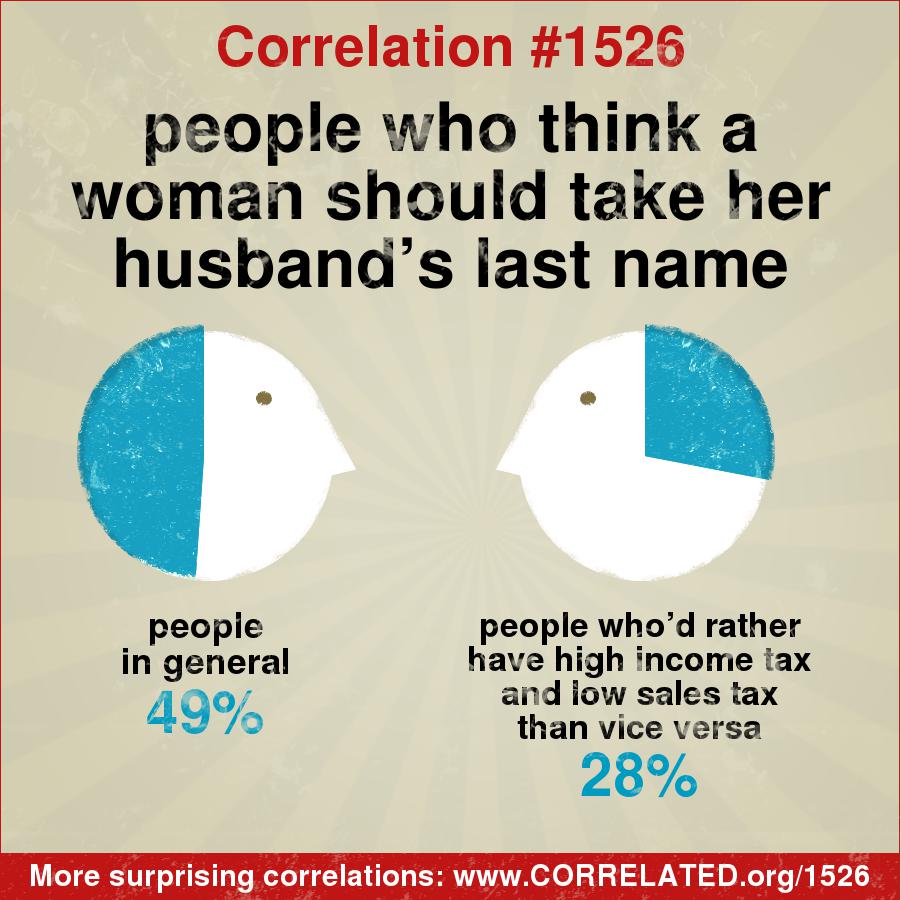 Correlation #1526
people who think a
woman should take her
husband’s last name
people
in general
49%
people who’d rather
have high income tax
and low sales tax
than vice versa
28%
More surprising correlations: www.CORRELATED.org/1526